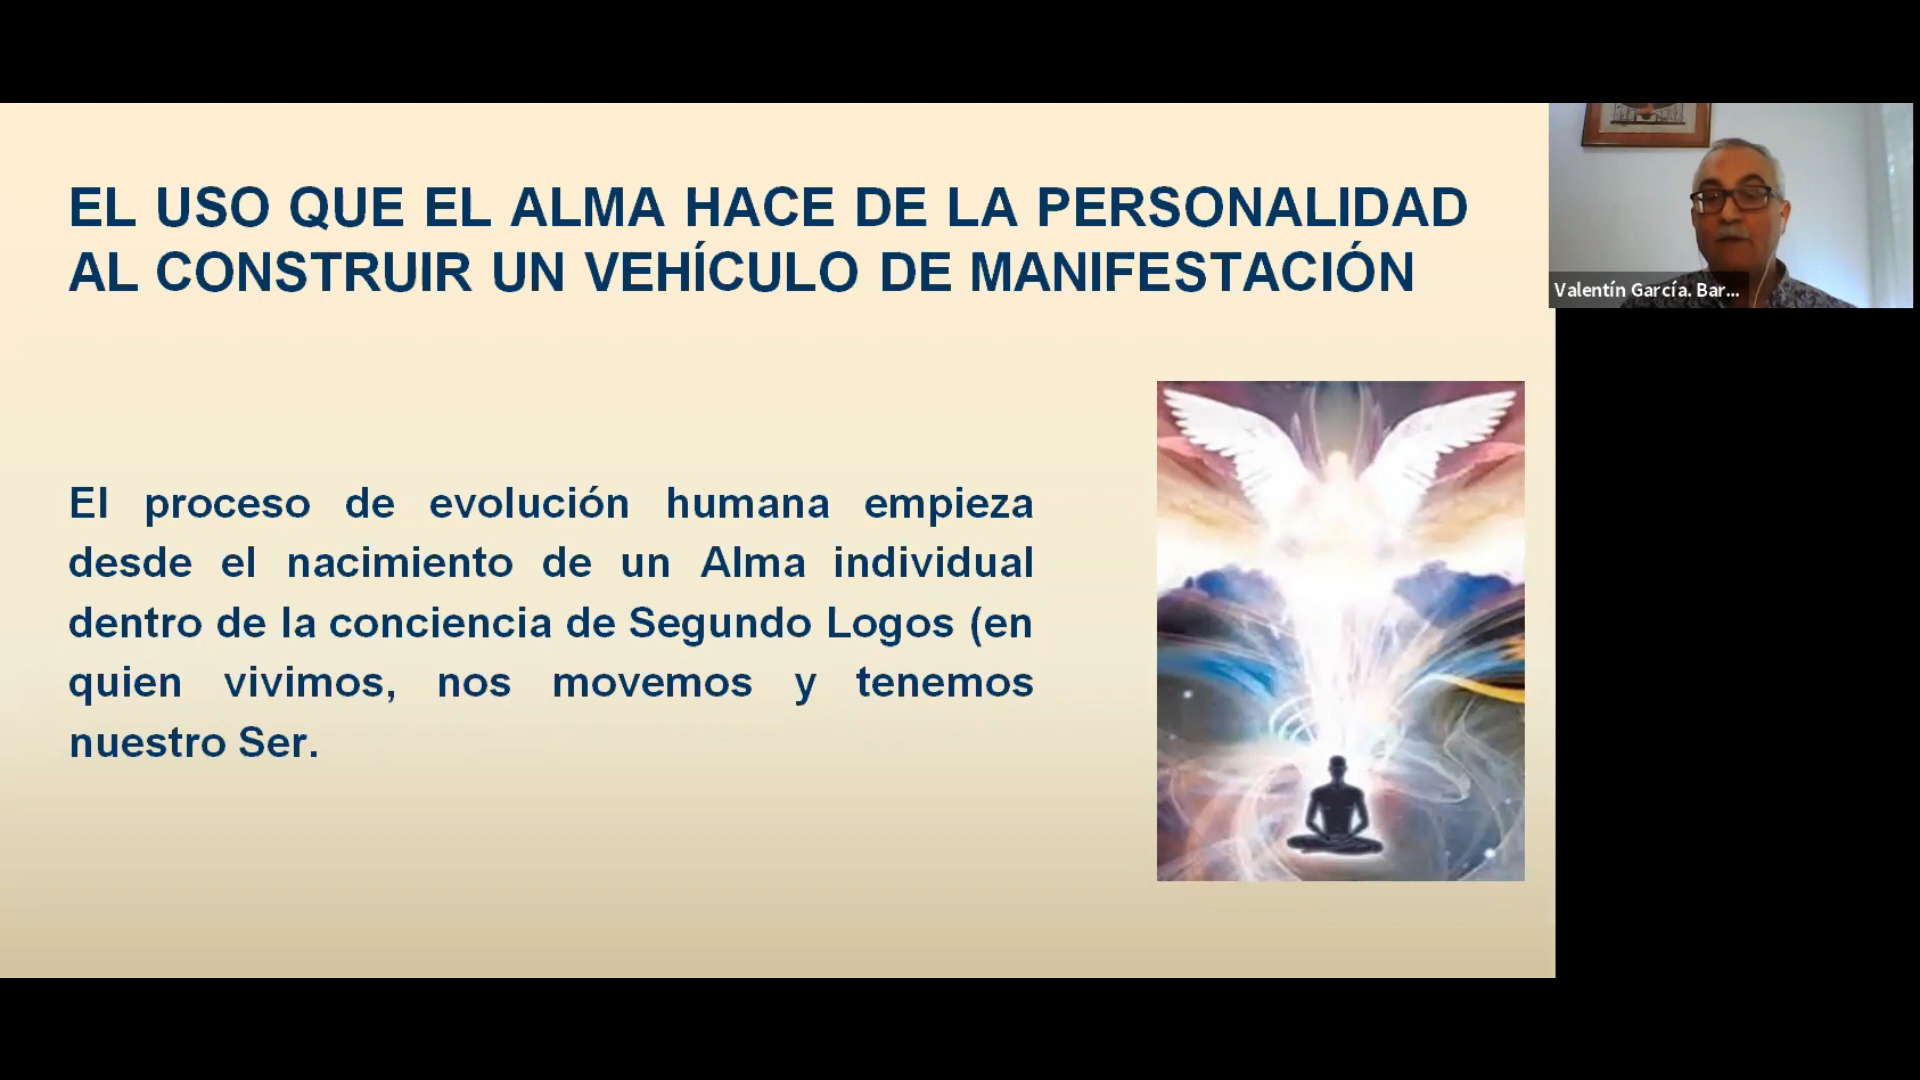 EL USO QUE EL ALMA HACE DE LA PERSONALIDAD
AL CONSTRUIR UN VEHÍCULO DE MANIFESTACIÓN
El proceso de evolución humana empieza
desde el nacimiento de un Alma individual
dentro de la conciencia de Segundo Logos (en
quien vivimos, nos movemos y tenemos
nuestro Ser.
Valentín García. Bar...